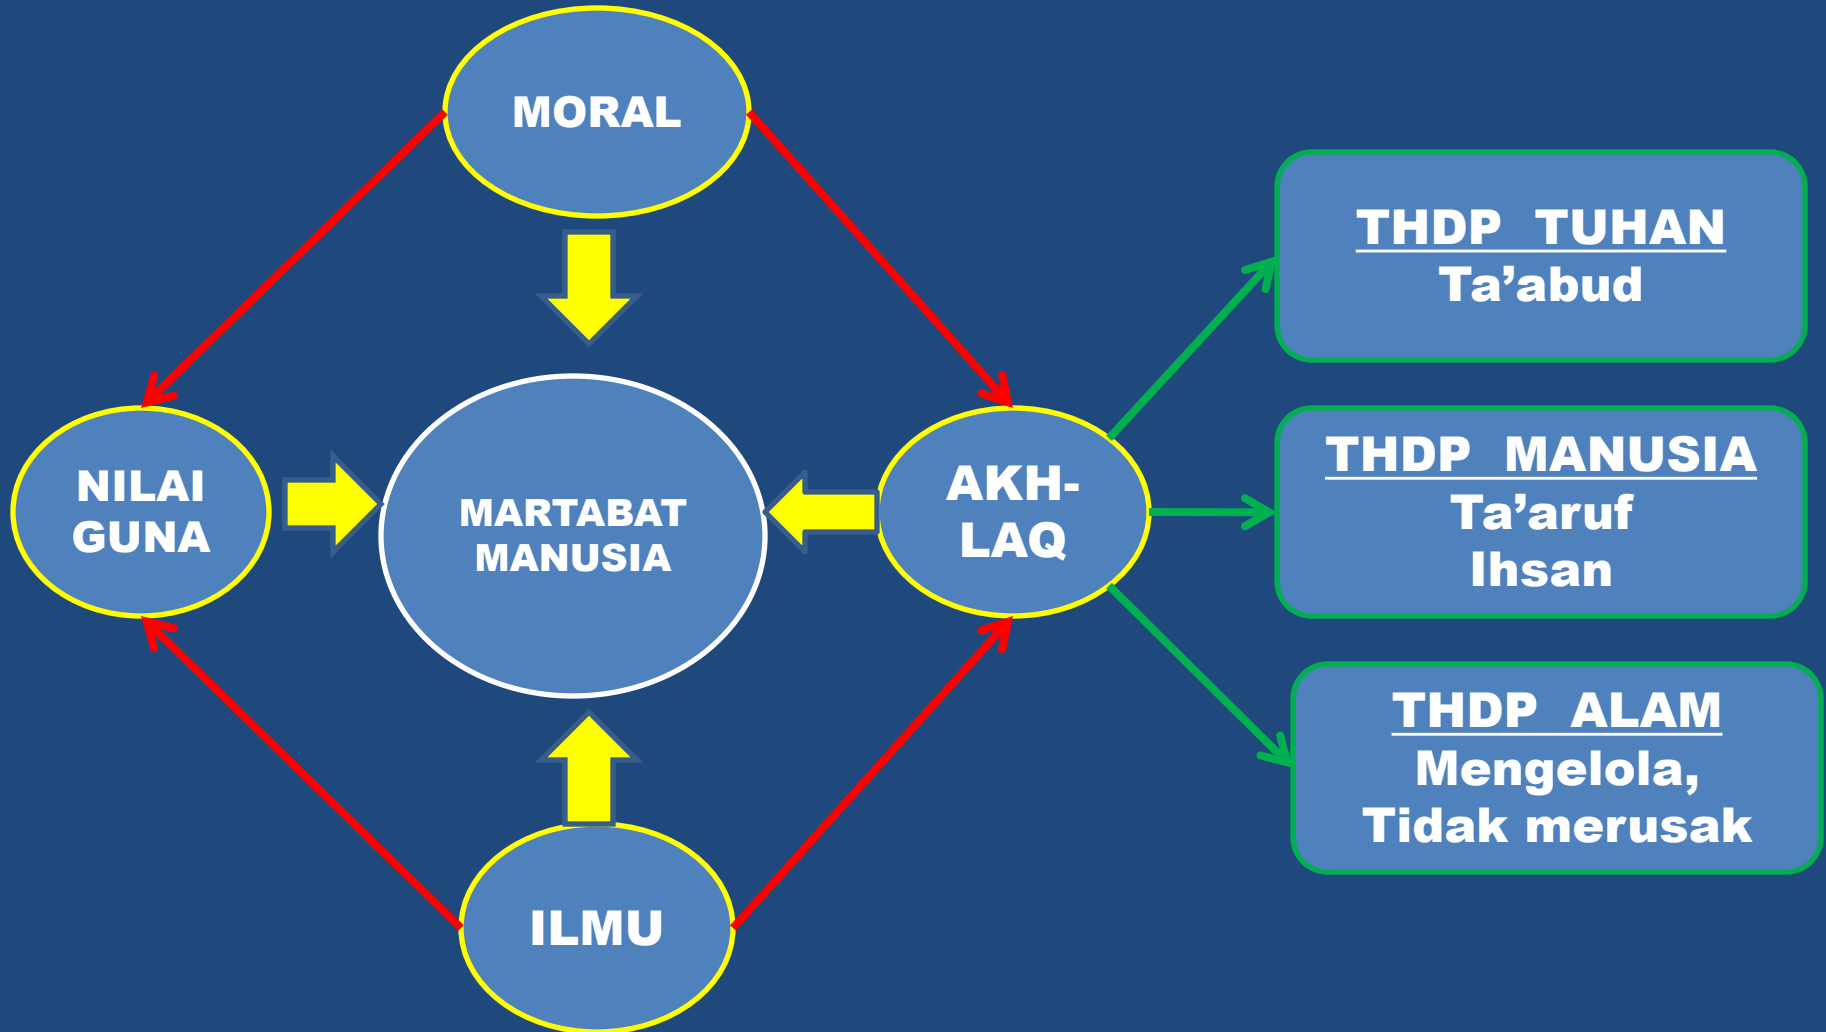 MORAL
THDP TUHAN
Ta’abud
NILAI
GUNA
MARTABAT
MANUSIA
AKH-
LAQ
THDP MANUSIA
Ta’aruf
Ihsan
THDP ALAM
Mengelola,
Tidak merusak
ILMU